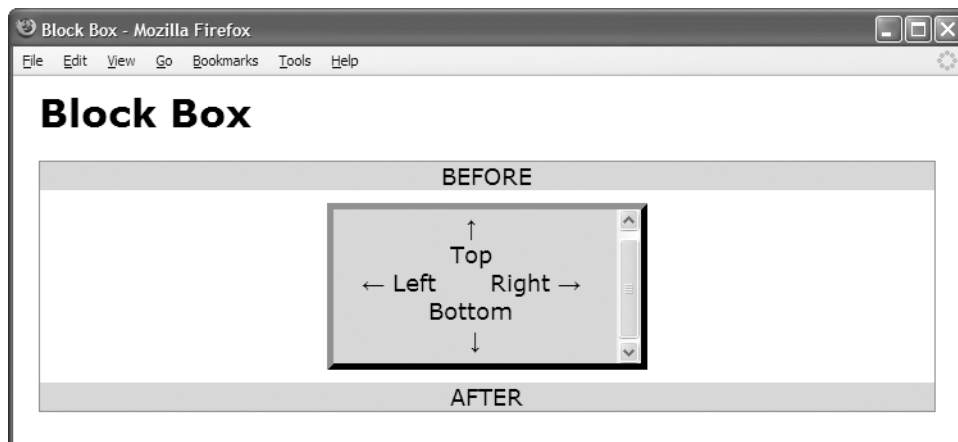 Block Box - Mozilla Firefox
File Edit View Go Bookmarks Tools Help
Block Box
BEFORE
↑
Top
← Left Right →
Bottom
↓
AFTER